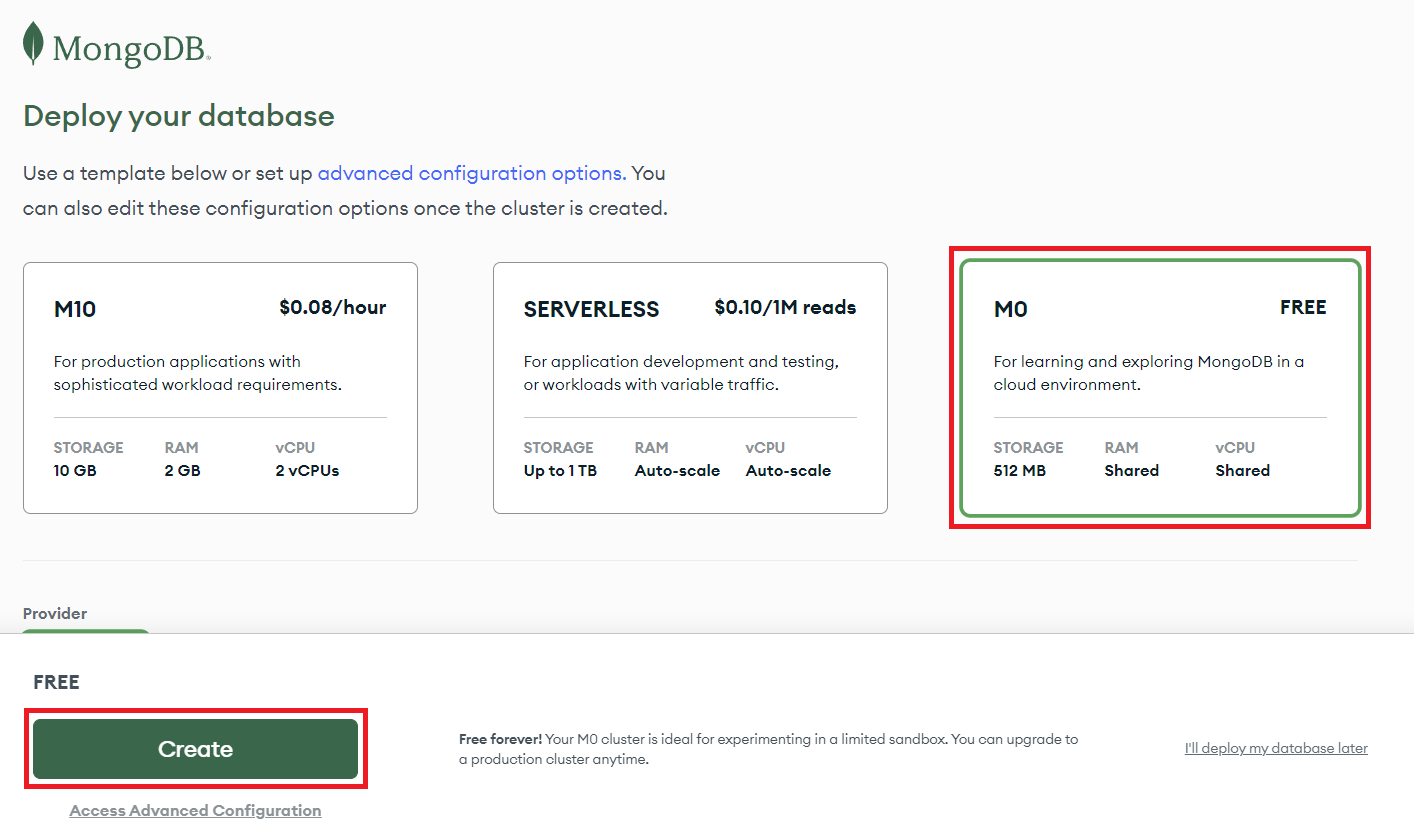 MongoDB®
Deploy your database
Use a template below or set up advanced configuration options. You
can also edit these configuration options once the cluster is created.
M10 $0.08/hour
For production applications with
sophisticated workload requirements.
STORAGE RAM vCPU
10 GB 2 GB 2 vCPUs
SERVERLESS $0.10/1M reads
For application development and testing,
or workloads with variable traffic.
STORAGE RAM vCPU
Up to 1 TB Auto-scale Auto-scale
M0 FREE
For learning and exploring MongoDB in a
cloud environment.
STORAGE RAM vCPU
512 MB Shared Shared
Provider
FREE
Create
Access Advanced Configuration
Free forever! Your M0 cluster is ideal for experimenting in a limited sandbox. You can upgrade to
a production cluster anytime.
I'll deploy my database later